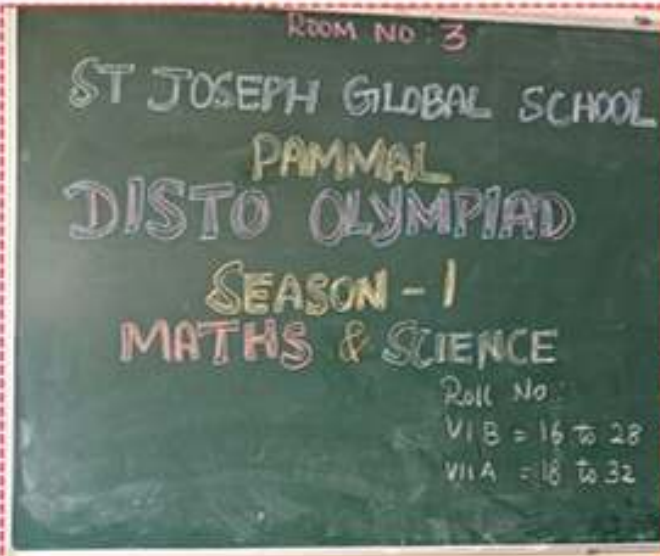 ROOM NO : 3
ST JOSEPH GLOBAL SCHOOL
PAMMAL
DISTO OLYMPIAD
SEASON - 1
MATHS & SCIENCE
Roll No :
VI B = 16 to 28
VII A = 18 to 32